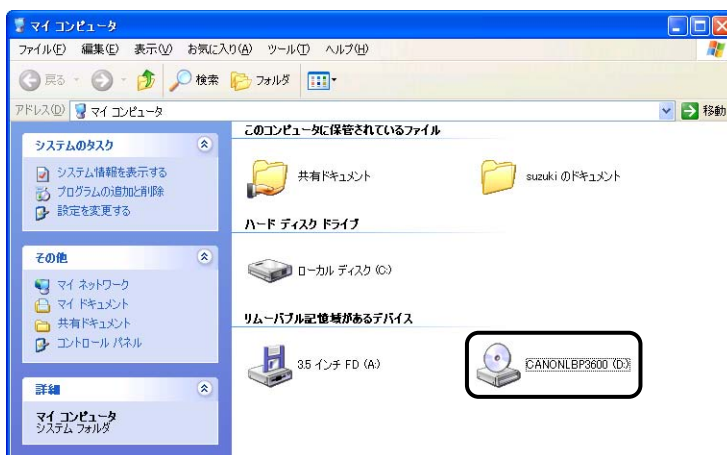 マイ コンピュータ
ファイル(F) 編集(E) 表示(V) お気に入り(A) ツール(T) ヘルプ(H)
戻る 検索 フォルダ
アドレス(D) マイ コンピュータ 移動
システムのタスク
システム情報を表示する
プログラムの追加と削除
設定を変更する
その他
マイ ネットワーク
マイ ドキュメント
共有ドキュメント
コントロール パネル
詳細
マイ コンピュータ
システム フォルダ
このコンピュータに保管されているファイル
共有ドキュメント suzuki のドキュメント
ハード ディスク ドライブ
ローカル ディスク (C:)
リムーバブル記憶域があるデバイス
3.5 インチ FD (A:) CANONLBP3600 (D:)